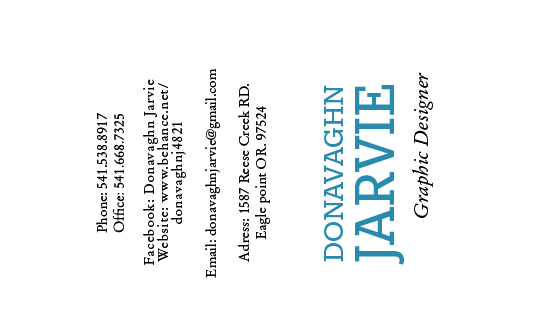 Phone: 541.538.8917
Office: 541.668.7325
Facebook: Donavaghn Jarvie
Website: www.behance.net/
donavaghnj4821
Email: donavaghnjarvie@gmail.com
Adress: 1587 Reese Creek RD.
Eagle point OR. 97524
DONAVAGHN
JARVIE
Graphic Designer